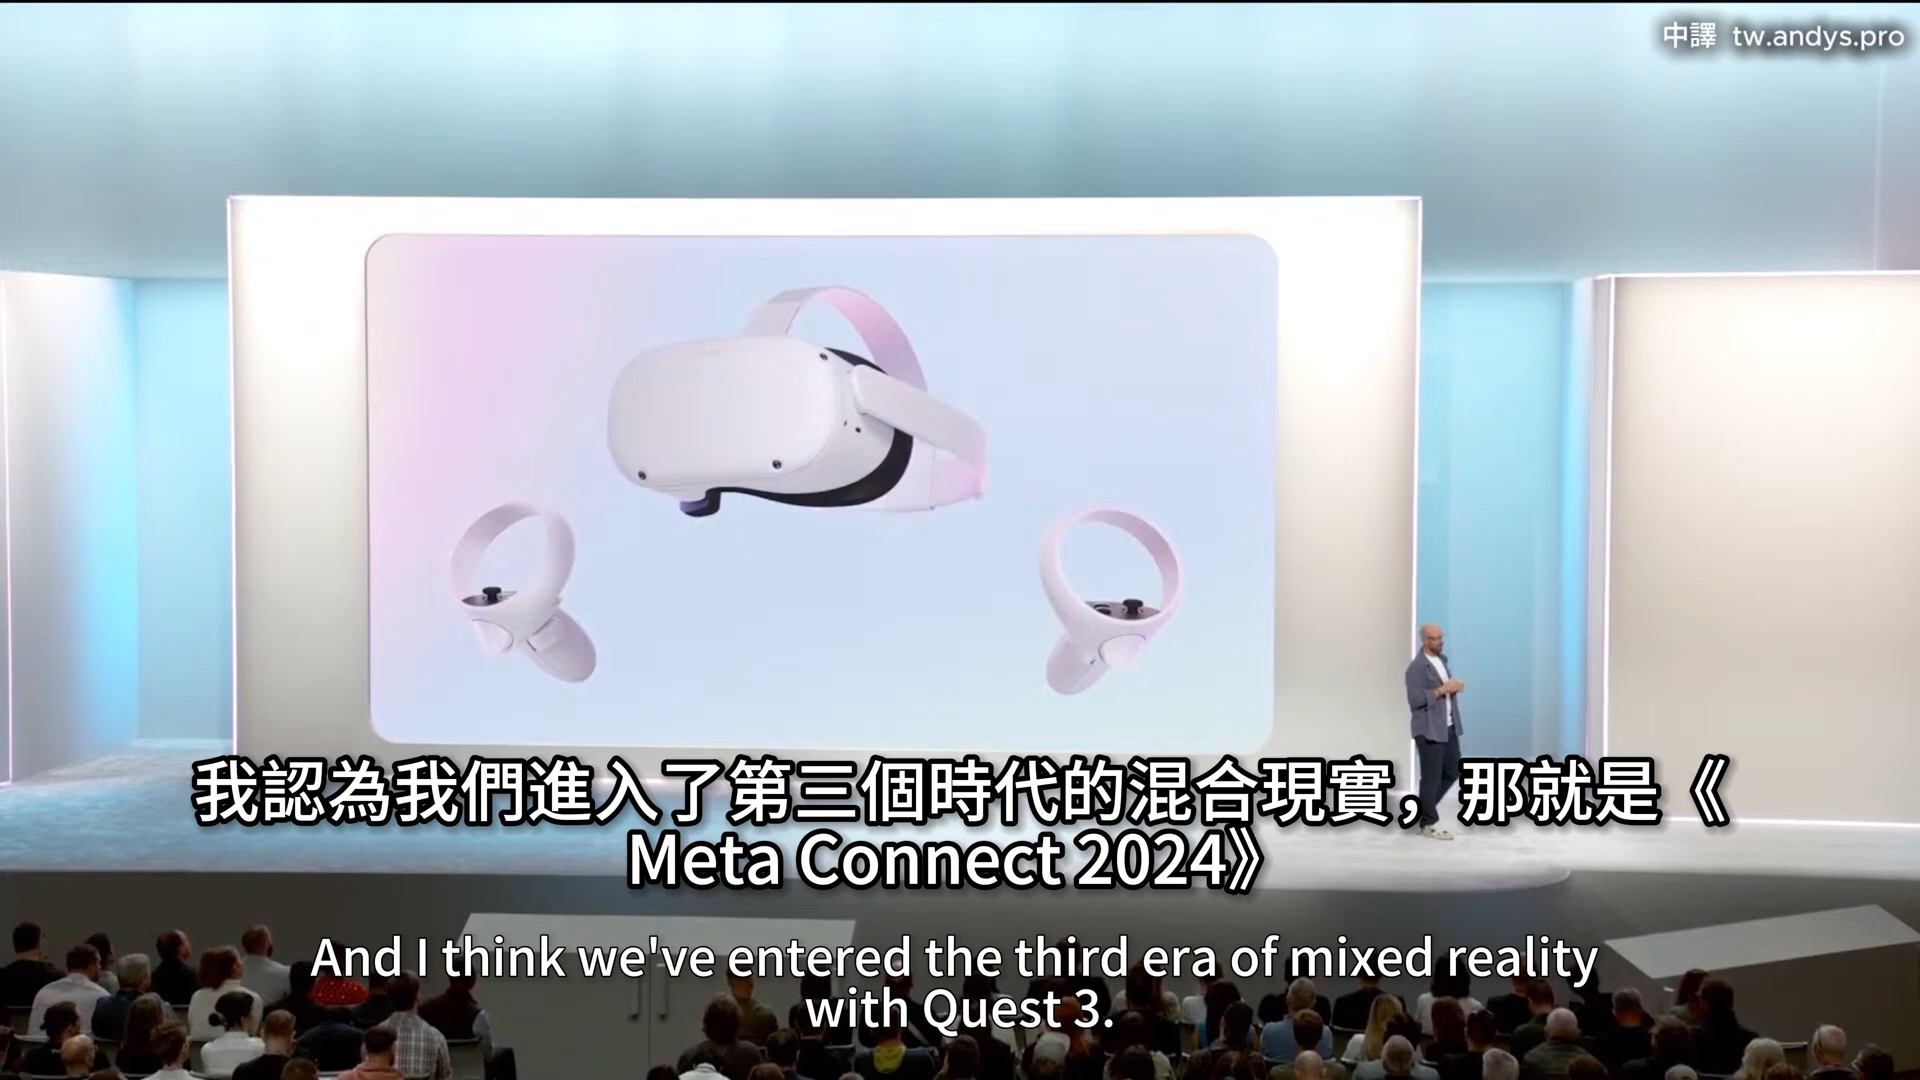 中譯 tw.andys.pro
我認為我們進入了第三個時代的混合現實，那就是《
Meta Connect 2024》
And I think we've entered the third era of mixed reality
with Quest 3.